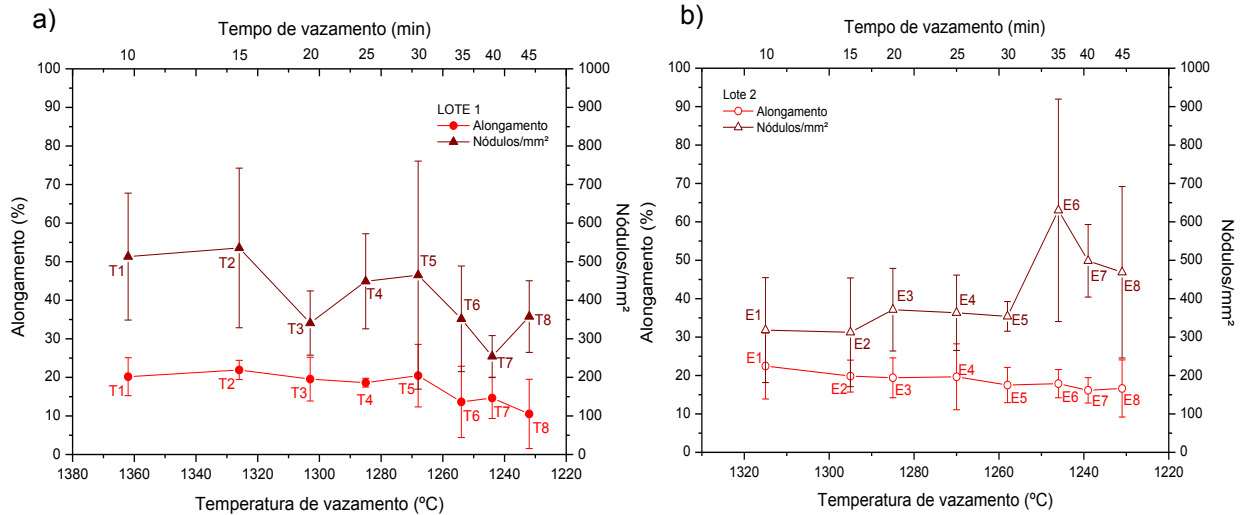 a)
Tempo de vazamento (min)
10 15 20 25 30 35 40 45
100 90 80 70 60 50 40 30 20 10 0
Alongamento (%)
1000 900 800 700 600 500 400 300 200 100 0
Nódulos/mm²
LOTE 1
Alongamento
Nódulos/mm²
T1 T2 T3 T4 T5 T6 T7 T8
T1 T2 T3 T4 T5 T6 T7 T8
1380 1360 1340 1320 1300 1280 1260 1240 1220
Temperatura de vazamento (ºC)
b)
Tempo de vazamento (min)
10 15 20 25 30 35 40 45
100 90 80 70 60 50 40 30 20 10 0
Alongamento (%)
1000 900 800 700 600 500 400 300 200 100 0
Nódulos/mm²
Lote 2
Alongamento
Nódulos/mm²
E1 E2 E3 E4 E5 E6 E7 E8
E1 E2 E3 E4 E5 E6 E7 E8
1320 1300 1280 1260 1240 1220
Temperatura de vazamento (ºC)